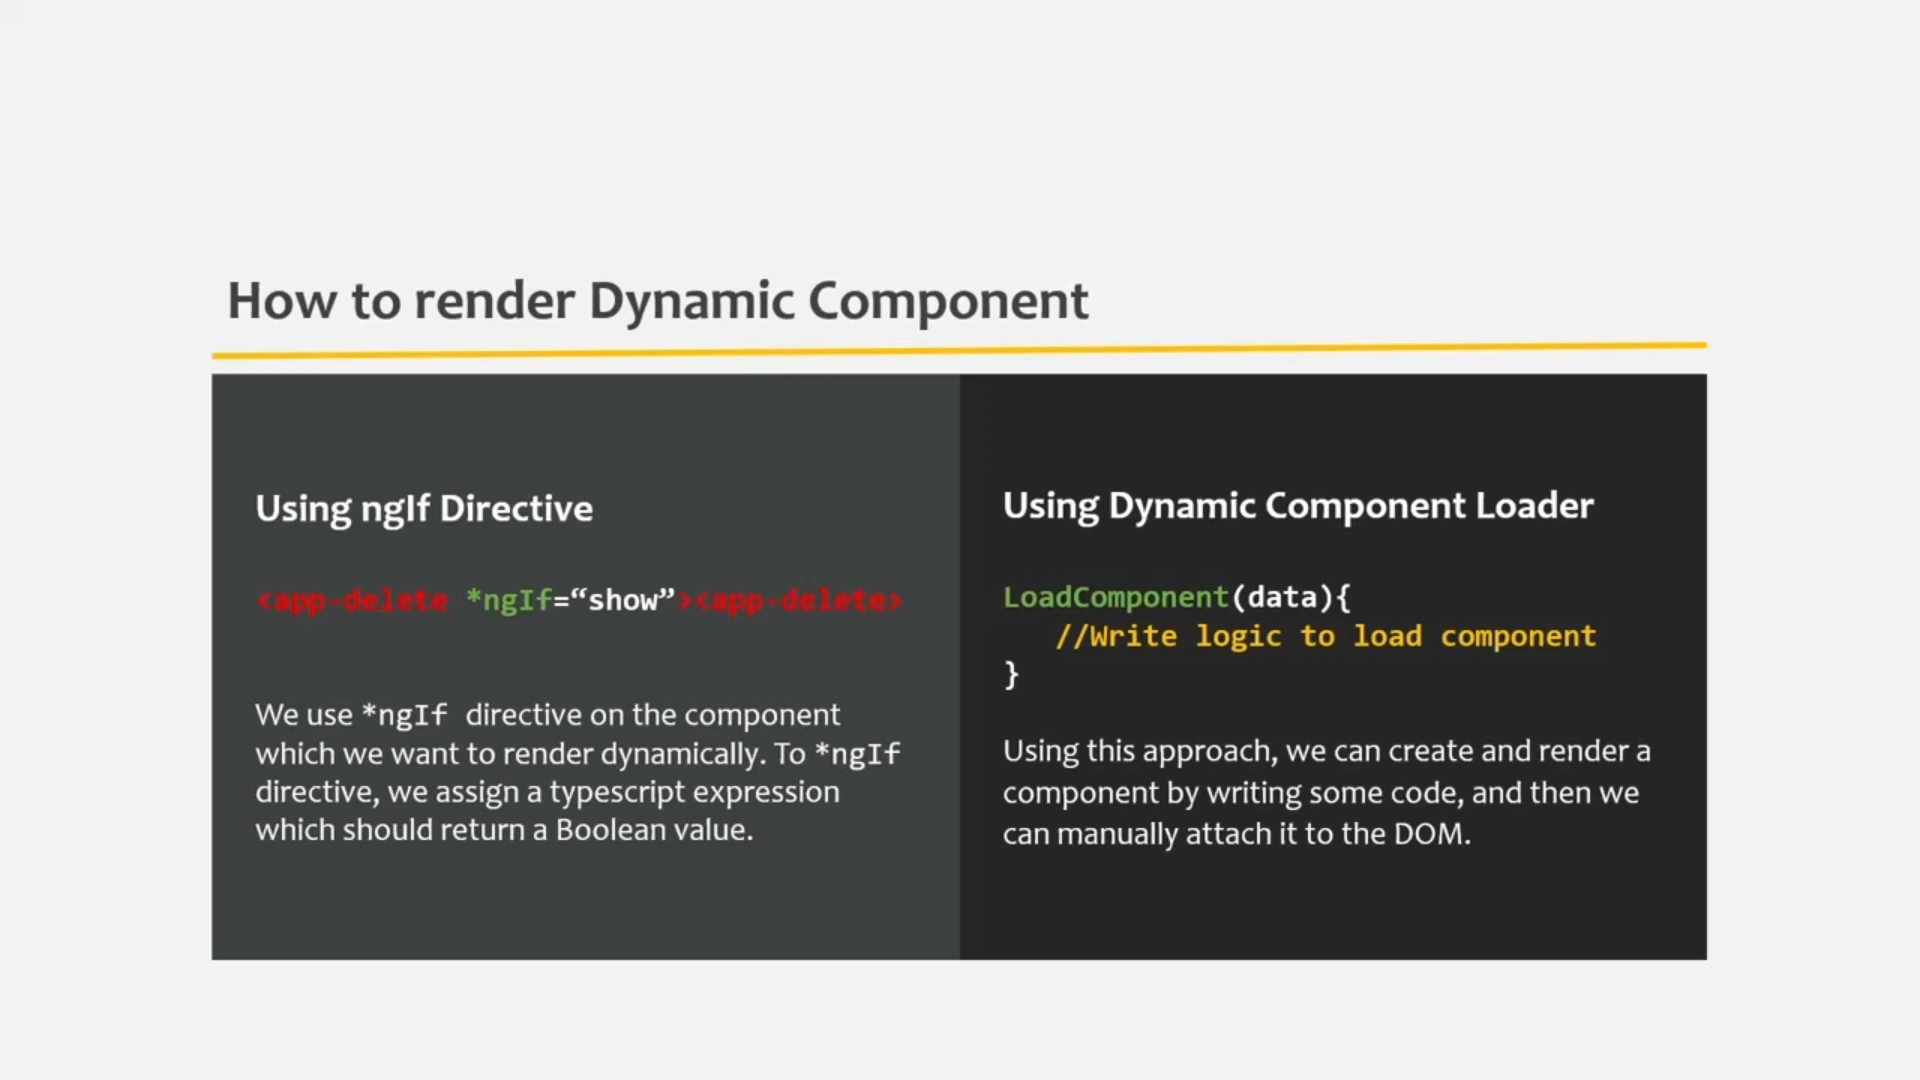 How to render Dynamic Component
Using ngIf Directive
<app-delete *ngIf=“show”><app-delete>
We use *ngIf directive on the component
which we want to render dynamically. To *ngIf
directive, we assign a typescript expression
which should return a Boolean value.
Using Dynamic Component Loader
LoadComponent(data){
//Write logic to load component
}
Using this approach, we can create and render a
component by writing some code, and then we
can manually attach it to the DOM.